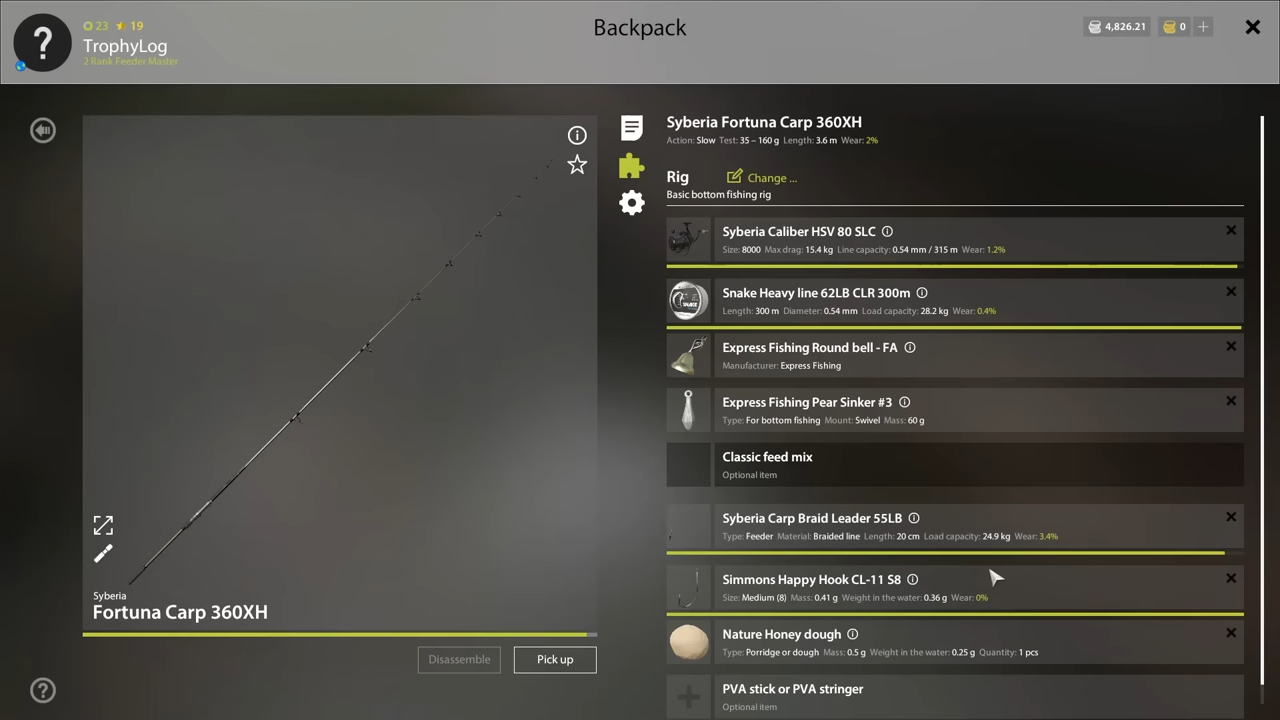 23 19
TrophyLog
2 Rank Feeder Master
Backpack
4,826.21
0
Syberia
Fortuna Carp 360XH
Disassemble
Pick up
Syberia Fortuna Carp 360XH
Action: Slow Test: 35 – 160 g Length: 3.6 m Wear: 2%
Rig
Change ...
Basic bottom fishing rig
Syberia Caliber HSV 80 SLC
Size: 8000 Max drag: 15.4 kg Line capacity: 0.54 mm / 315 m Wear: 1.2%
Snake Heavy line 62LB CLR 300m
Length: 300 m Diameter: 0.54 mm Load capacity: 28.2 kg Wear: 0.4%
Express Fishing Round bell - FA
Manufacturer: Express Fishing
Express Fishing Pear Sinker #3
Type: For bottom fishing Mount: Swivel Mass: 60 g
Classic feed mix
Optional item
Syberia Carp Braid Leader 55LB
Type: Feeder Material: Braided line Length: 20 cm Load capacity: 24.9 kg Wear: 3.4%
Simmons Happy Hook CL-11 S8
Size: Medium (8) Mass: 0.41 g Weight in the water: 0.36 g Wear: 0%
Nature Honey dough
Type: Porridge or dough Mass: 0.5 g Weight in the water: 0.25 g Quantity: 1 pcs
PVA stick or PVA stringer
Optional item